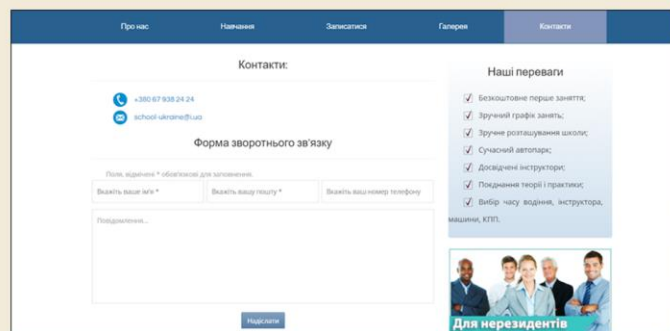 Про нас Навчання Записатися Галерея Контакти
Контакти:
+380 67 938 24 24
school-ukraine@i.ua
Форма зворотнього зв'язку
Поля, відмічені * обов'язкові для заповнення.
Вкажіть ваше ім'я * Вкажіть вашу пошту * Вкажіть ваш номер телефону
Повідомлення...
Надіслати
Наші переваги
Безкоштовне перше заняття;
Зручний графік занять;
Зручне розташування школи;
Сучасний автопарк;
Досвідчені інструктори;
Поєднання теорії і практики;
Вибір часу водіння, інструктора,
машини, КПП.
Для нерезидентів